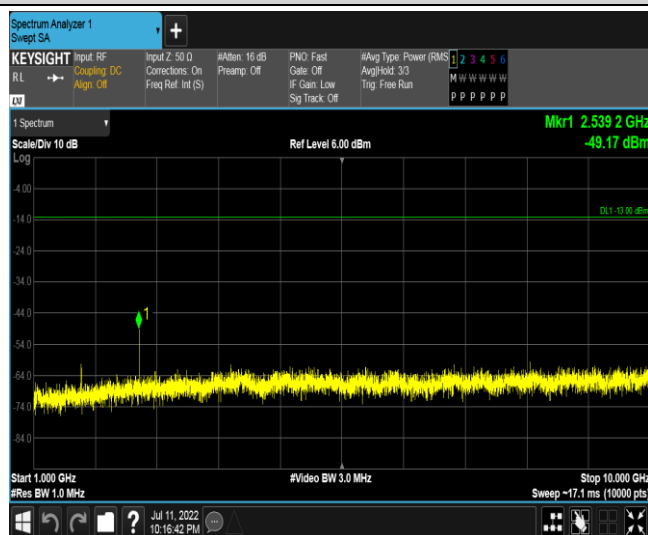 Spectrum Analyzer 1
Swept SA
KEYSIGHT
RL
Input: RF
Coupling: DC
Align: Off
Input Z: 50 Ω
Corrections: On
Freq Ref: Int (S)
#Atten: 16 dB
Preamp: Off
PNO: Fast
Gate: Off
IF Gain: Low
Sig Track: Off
#Avg Type: Power (RMS
Avg|Hold: 3/3
Trig: Free Run
1 2 3 4 5 6
M W W W W W
P P P P P P
LXI
1 Spectrum
Mkr1 2.539 2 GHz
Scale/Div 10 dB
Ref Level 6.00 dBm
-49.17 dBm
Log
-4.00
DL1 -13.00 dBm
-14.0
-24.0
-34.0
-44.0
1
-54.0
-64.0
-74.0
-84.0
Start 1.000 GHz
#Video BW 3.0 MHz
Stop 10.000 GHz
#Res BW 1.0 MHz
Sweep ~17.1 ms (10000 pts)
?
Jul 11, 2022
10:16:42 PM